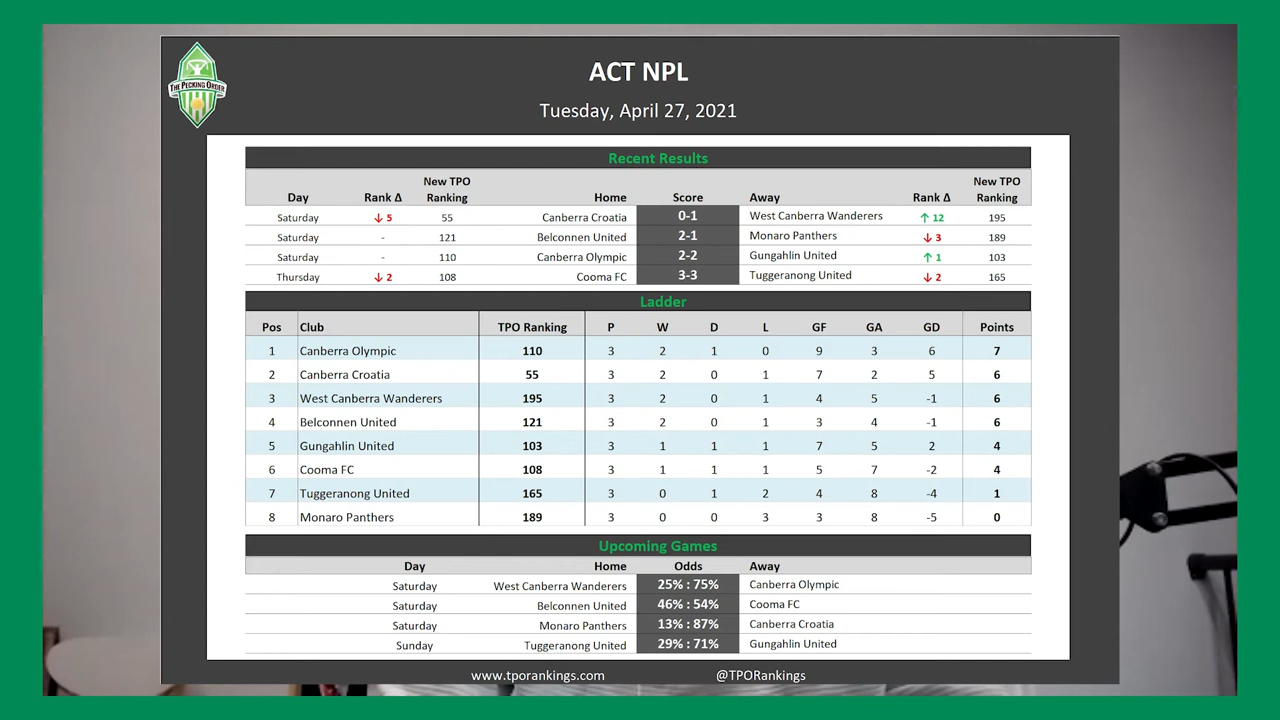 THE PECKING ORDER
ACT NPL
Tuesday, April 27, 2021
Recent Results
Day Rank Δ New TPO Ranking Home Score Away Rank Δ New TPO Ranking
Saturday ↓ 5 55 Canberra Croatia 0-1 West Canberra Wanderers ↑ 12 195
Saturday - 121 Belconnen United 2-1 Monaro Panthers ↓ 3 189
Saturday - 110 Canberra Olympic 2-2 Gungahlin United ↑ 1 103
Thursday ↓ 2 108 Cooma FC 3-3 Tuggeranong United ↓ 2 165
Ladder
Pos Club TPO Ranking P W D L GF GA GD Points
1 Canberra Olympic 110 3 2 1 0 9 3 6 7
2 Canberra Croatia 55 3 2 0 1 7 2 5 6
3 West Canberra Wanderers 195 3 2 0 1 4 5 -1 6
4 Belconnen United 121 3 2 0 1 3 4 -1 6
5 Gungahlin United 103 3 1 1 1 7 5 2 4
6 Cooma FC 108 3 1 1 1 5 7 -2 4
7 Tuggeranong United 165 3 0 1 2 4 8 -4 1
8 Monaro Panthers 189 3 0 0 3 3 8 -5 0
Upcoming Games
Day Home Odds Away
Saturday West Canberra Wanderers 25% : 75% Canberra Olympic
Saturday Belconnen United 46% : 54% Cooma FC
Saturday Monaro Panthers 13% : 87% Canberra Croatia
Sunday Tuggeranong United 29% : 71% Gungahlin United
www.tporankings.com @TPORankings